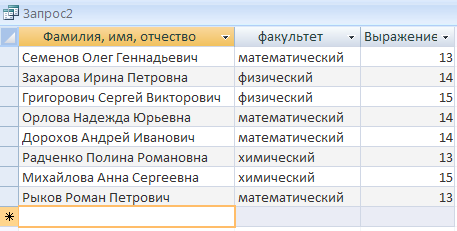 Запрос2
Фамилия, имя, отчество факультет Выражение
Семенов Олег Геннадьевич математический 13
Захарова Ирина Петровна физический 14
Григорович Сергей Викторович физический 15
Орлова Надежда Юрьевна математический 14
Дорохов Андрей Иванович математический 14
Радченко Полина Романовна химический 13
Михайлова Анна Сергеевна химический 15
Рыков Роман Петрович математический 13